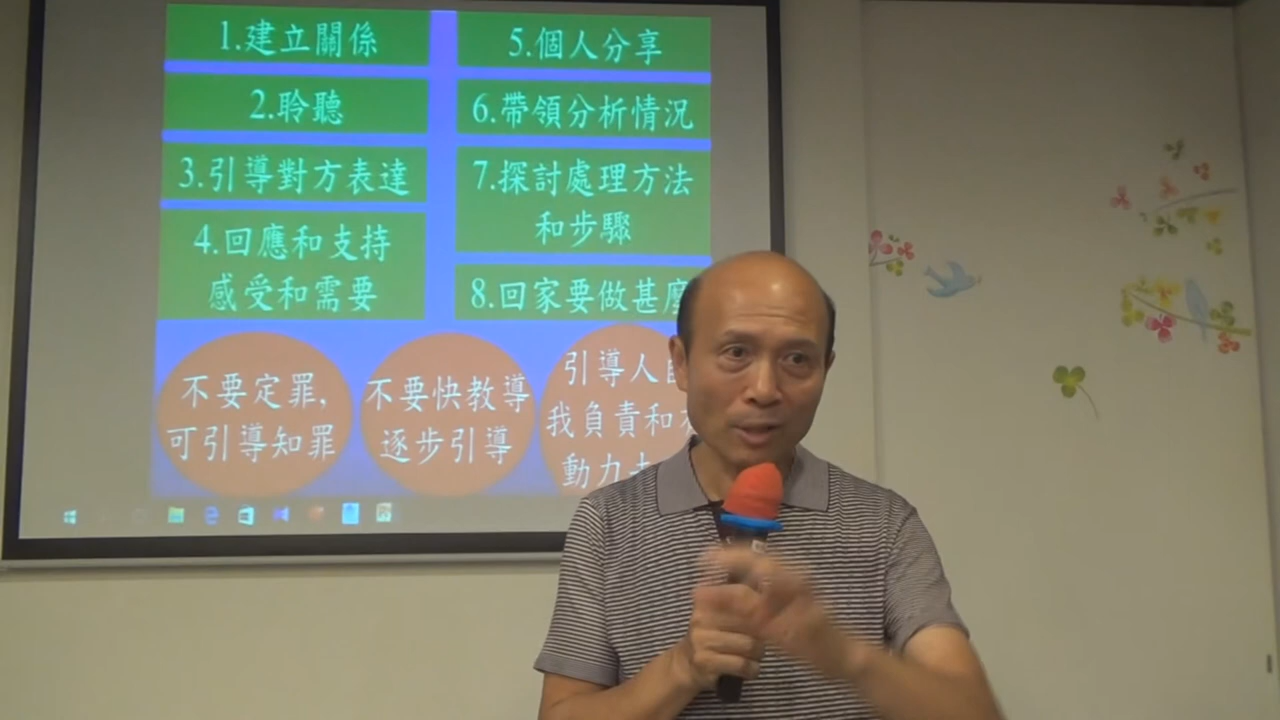 1.建立關係
2.聆聽
3.引導對方表達
4.回應和支持
感受和需要
5.個人分享
6.帶領分析情況
7.探討處理方法
和步驟
8.回家要做甚麼
不要定罪,
可引導知罪
不要快教導
逐步引導
引導人自
我負責和有
動力去